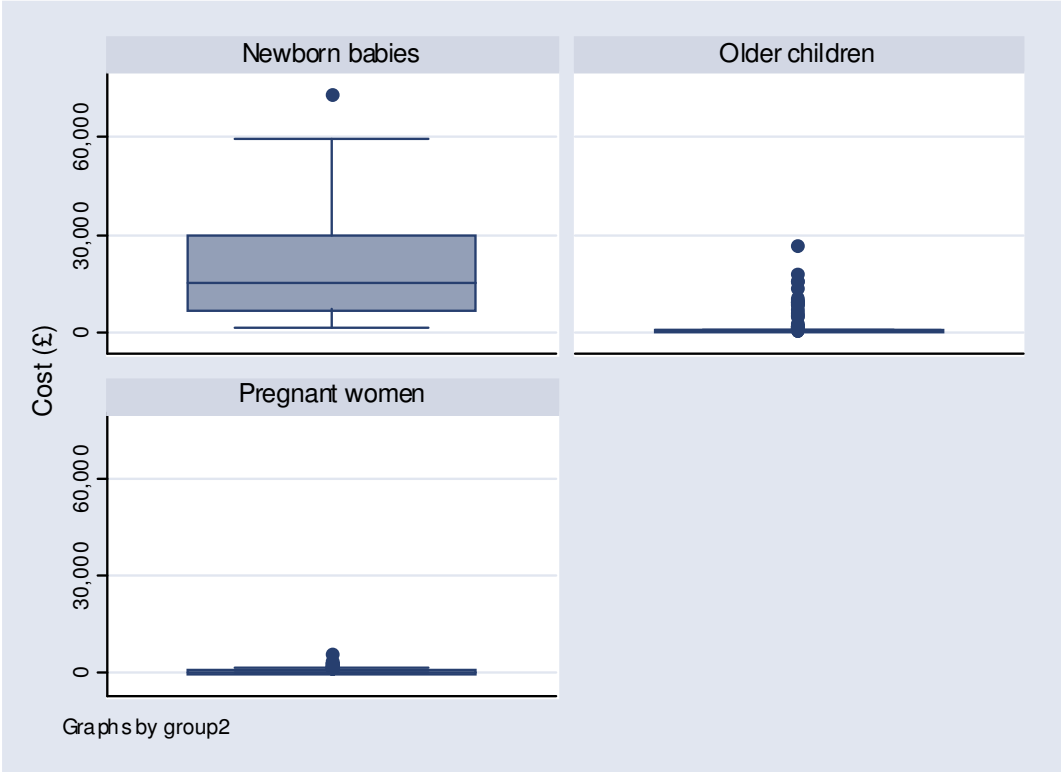 Newborn babies
Older children
60,000
30,000
0
Cost (£)
Pregnant women
60,000
30,000
0
Graphs by group2